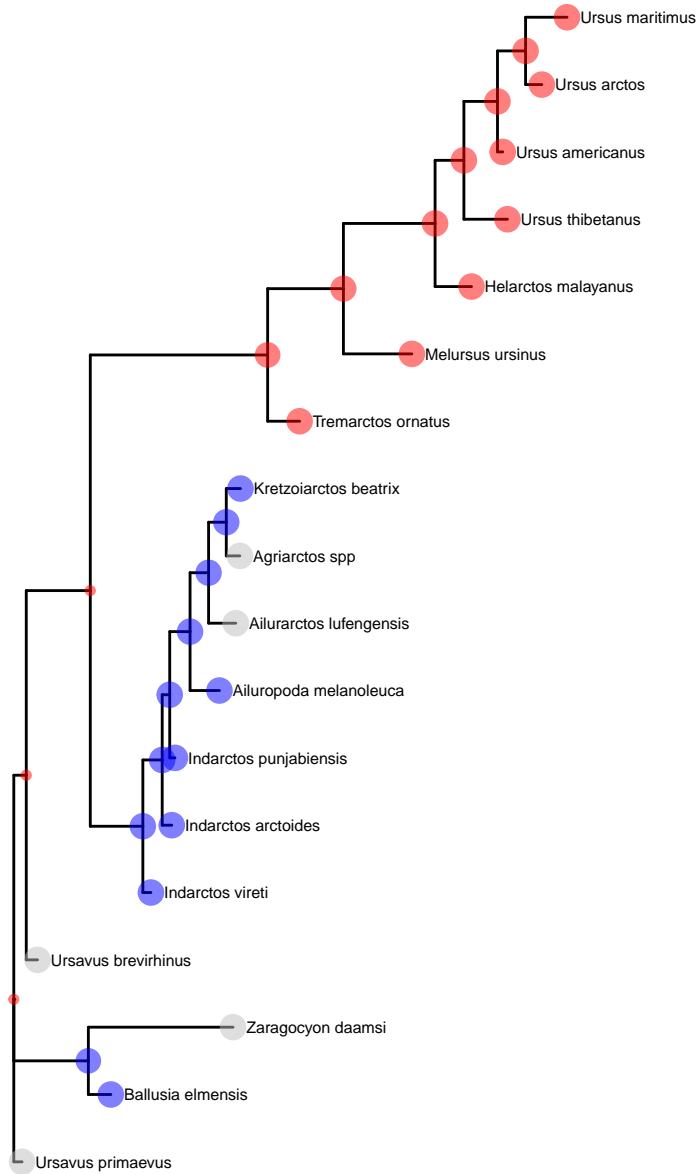 Ursus maritimus
Ursus arctos
Ursus americanus
Ursus thibetanus
Helarctos malayanus
Melursus ursinus
Tremarctos ornatus
Kretzoiarctos beatrix
Agriarctos spp
Ailurarctos lufengensis
Ailuropoda melanoleuca
Indarctos punjabiensis
Indarctos arctoides
Indarctos vireti
Ursavus brevirhinus
Zaragocyon daamsi
Ballusia elmensis
Ursavus primaevus